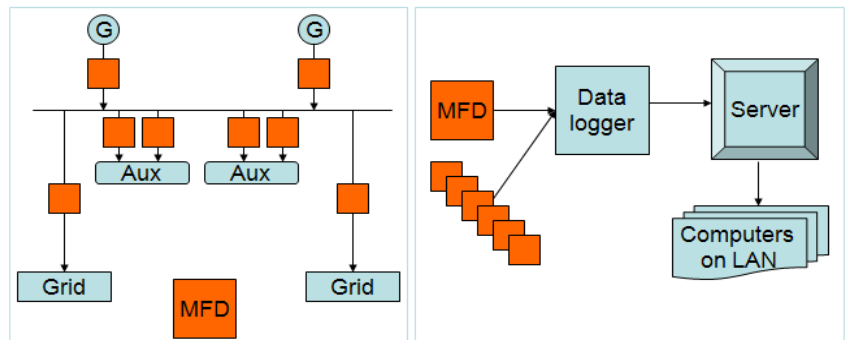 G
G
Aux
Aux
Grid
MFD
Grid
MFD
Data
logger
Server
Computers
on LAN